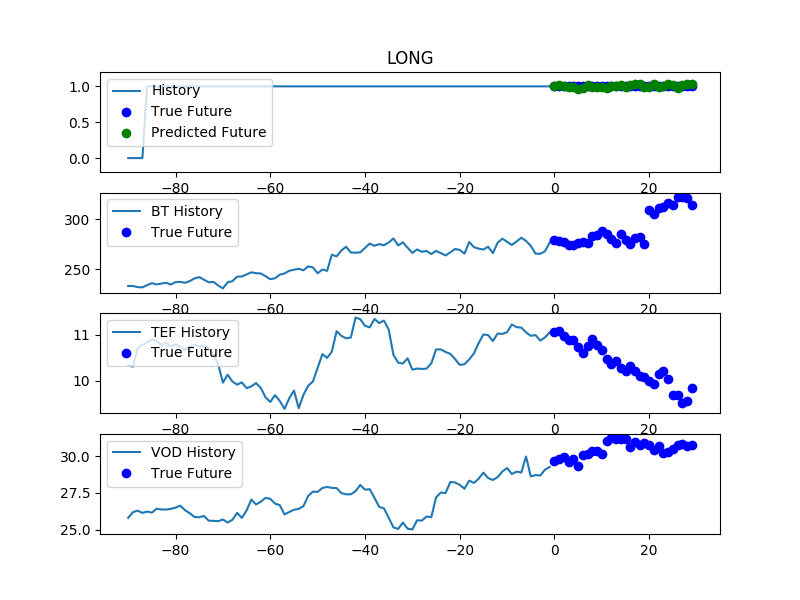 LONG
1.0
0.5
0.0
History
True Future
Predicted Future
−80 −60 −40 −20 0 20
300
250
BT History
True Future
−80 −60 −40 −20 0 20
11
10
TEF History
True Future
−80 −60 −40 −20 0 20
30.0
27.5
25.0
VOD History
True Future
−80 −60 −40 −20 0 20